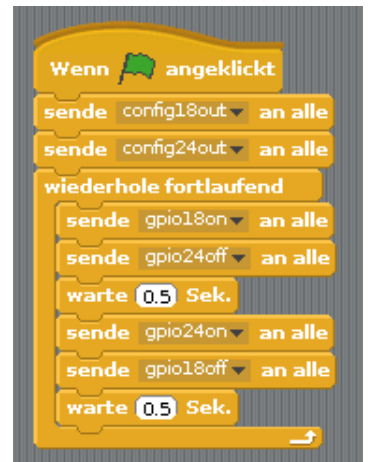 Wenn angeklickt
sende config18out an alle
sende config24out an alle
wiederhole fortlaufend
sende gpio18on an alle
sende gpio24off an alle
warte 0.5 Sek.
sende gpio24on an alle
sende gpio18off an alle
warte 0.5 Sek.